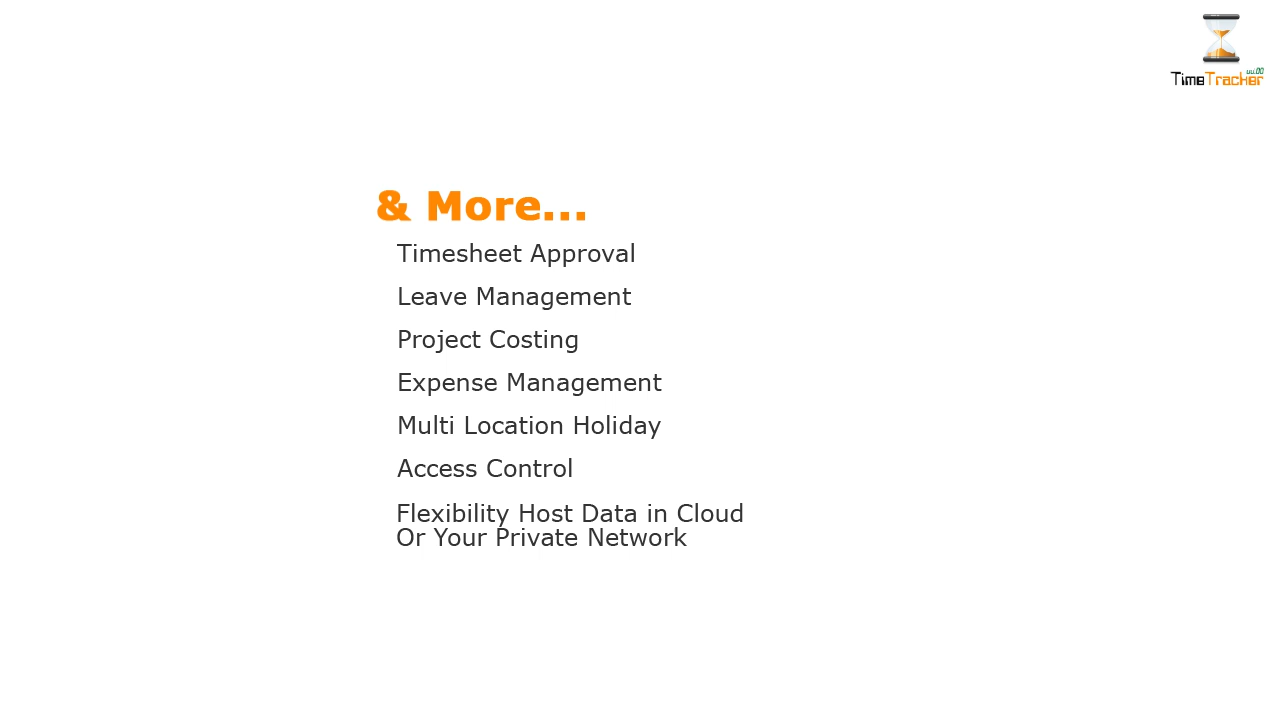 TimeTracker
& More...
Timesheet Approval
Leave Management
Project Costing
Expense Management
Multi Location Holiday
Access Control
Flexibility Host Data in Cloud
Or Your Private Network